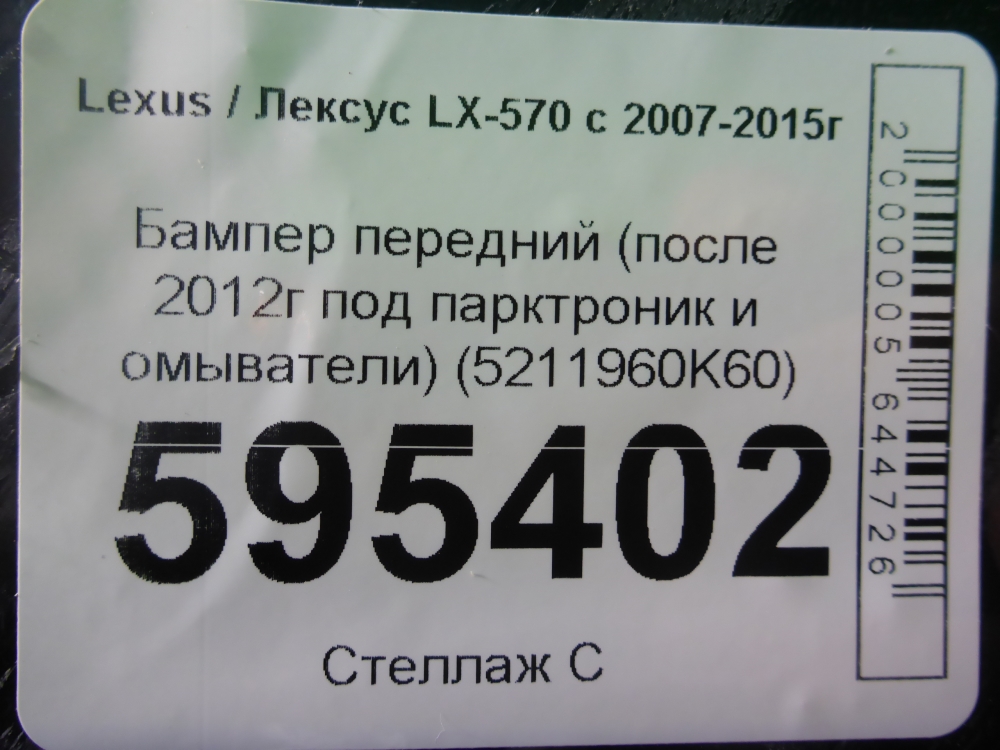 Lexus / Лексус LX-570 с 2007-2015г
Бампер передний (после
2012г под парктроник и
омыватели) (5211960K60)
595402
Стеллаж С
2000005644726